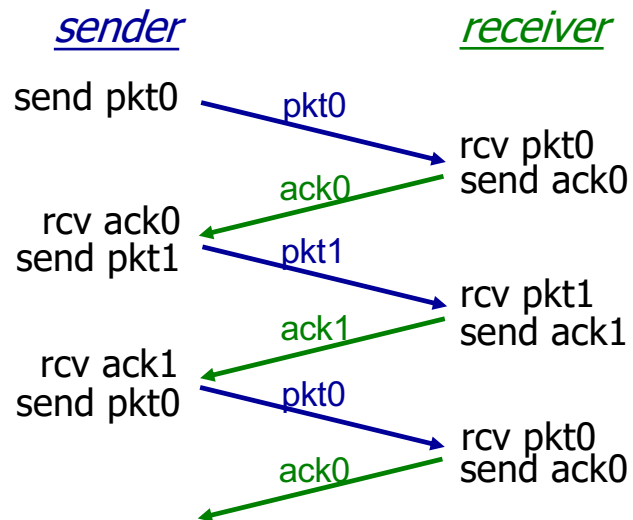 sender
receiver
send pkt0
pkt0
rcv pkt0
send ack0
ack0
rcv ack0
send pkt1
pkt1
rcv pkt1
send ack1
ack1
rcv ack1
send pkt0
pkt0
rcv pkt0
send ack0
ack0